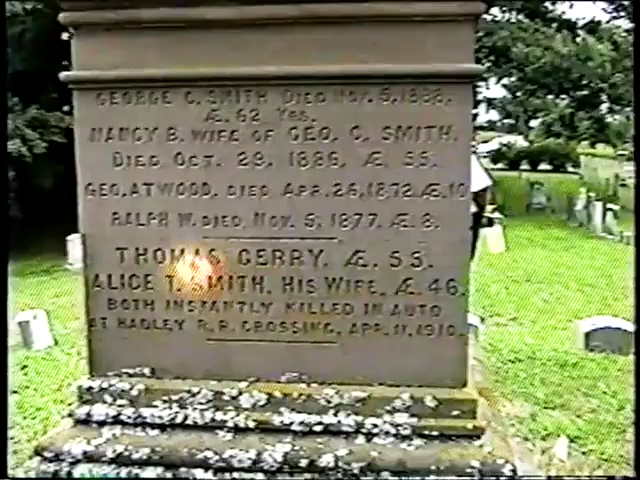 GEORGE C. SMITH DIED NOV. 5, 1888.
Æ. 62 YRS.
NANCY B. WIFE OF GEO. C. SMITH.
DIED OCT. 29, 1886, Æ. 55.
GEO. ATWOOD, DIED APR. 26, 1872, Æ. 10
RALPH W. DIED, NOV. 5, 1877. Æ. 8.
THOMAS GERRY, Æ. 55.
ALICE T. SMITH, HIS WIFE, Æ. 46.
BOTH INSTANTLY KILLED IN AUTO
AT HADLEY R.R. CROSSING, APR. 11, 1910.